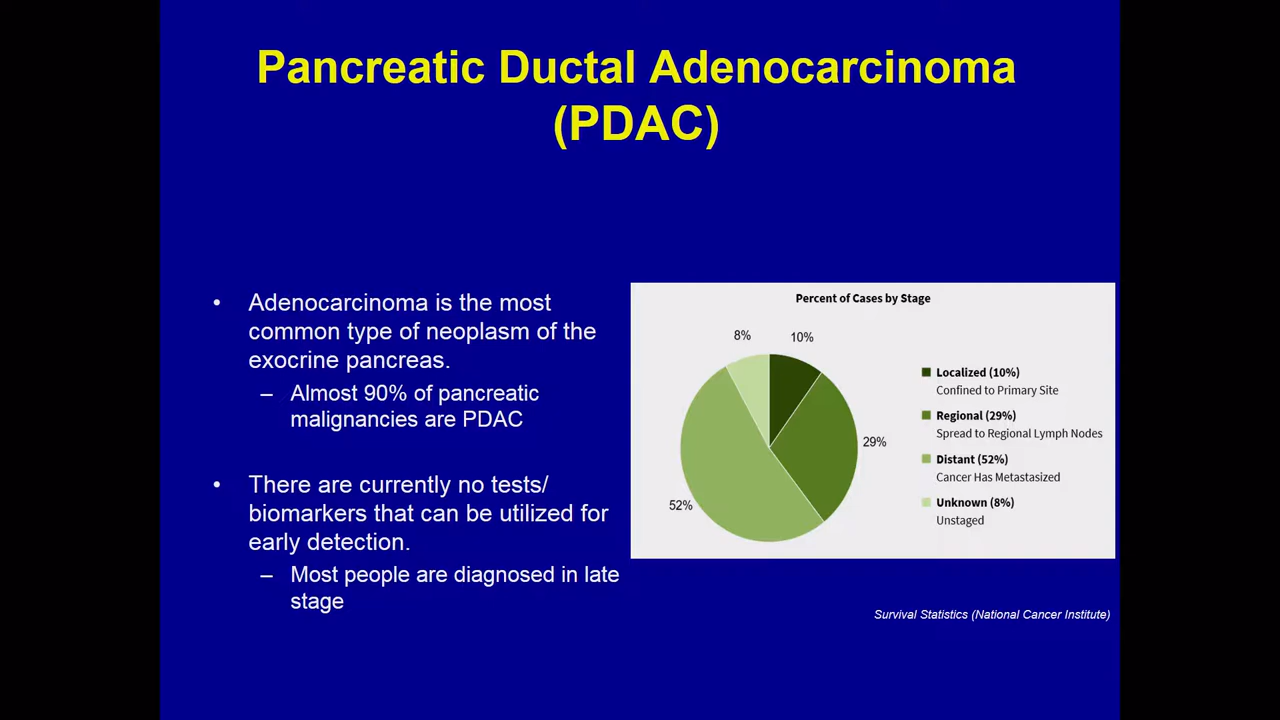 Pancreatic Ductal Adenocarcinoma
(PDAC)
• Adenocarcinoma is the most
common type of neoplasm of the
exocrine pancreas.
– Almost 90% of pancreatic
malignancies are PDAC
• There are currently no tests/
biomarkers that can be utilized for
early detection.
– Most people are diagnosed in late
stage
Percent of Cases by Stage
8%
10%
29%
52%
Localized (10%)
Confined to Primary Site
Regional (29%)
Spread to Regional Lymph Nodes
Distant (52%)
Cancer Has Metastasized
Unknown (8%)
Unstaged
Survival Statistics (National Cancer Institute)